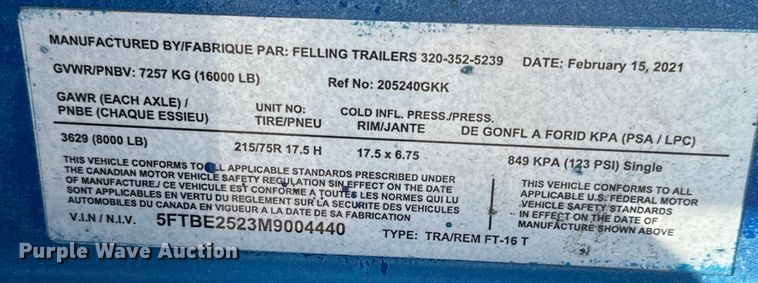 MANUFACTURED BY/FABRIQUE PAR: FELLING TRAILERS 320-352-5239 DATE: February 15, 2021
GVWR/PNBV: 7257 KG (16000 LB) Ref No: 205240GKK
GAWR (EACH AXLE) / UNIT NO: COLD INFL. PRESS./PRESS.
PNBE (CHAQUE ESSIEU) TIRE/PNEU RIM/JANTE DE GONFL A FORID KPA (PSA / LPC)
3629 (8000 LB) 215/75R 17.5 H 17.5 x 6.75 849 KPA (123 PSI) Single
THIS VEHICLE CONFORMS TO ALL APPLICABLE STANDARDS PRESCRIBED UNDER
THE CANADIAN MOTOR VEHICLE SAFETY REGULATION SIN EFFECT ON THE DATE
OF MANUFACTURE./ CE VEHICULE EST CONFORME A TOUTES LES NORMES QUI LU
SONT APPLICABLES EN VERTU DU REGLEMENT SUR LA SECURITE DES VEHICULES
AUTOMOBILES DU CANADA EN VIGUEUR A LA DATE DE SA FABRICATION
THIS VEHICLE CONFORMS TO ALL
APPLICABLE U.S. FEDERAL MOTOR
VEHICLE SAFETY STANDARDS
IN EFFECT ON THE DATE OF
MANUFACTURE SHOWN ABOVE
V.I.N / N.I.V. 5FTBE2523M9004440 TYPE: TRA/REM FT-16 T
Purple Wave Auction